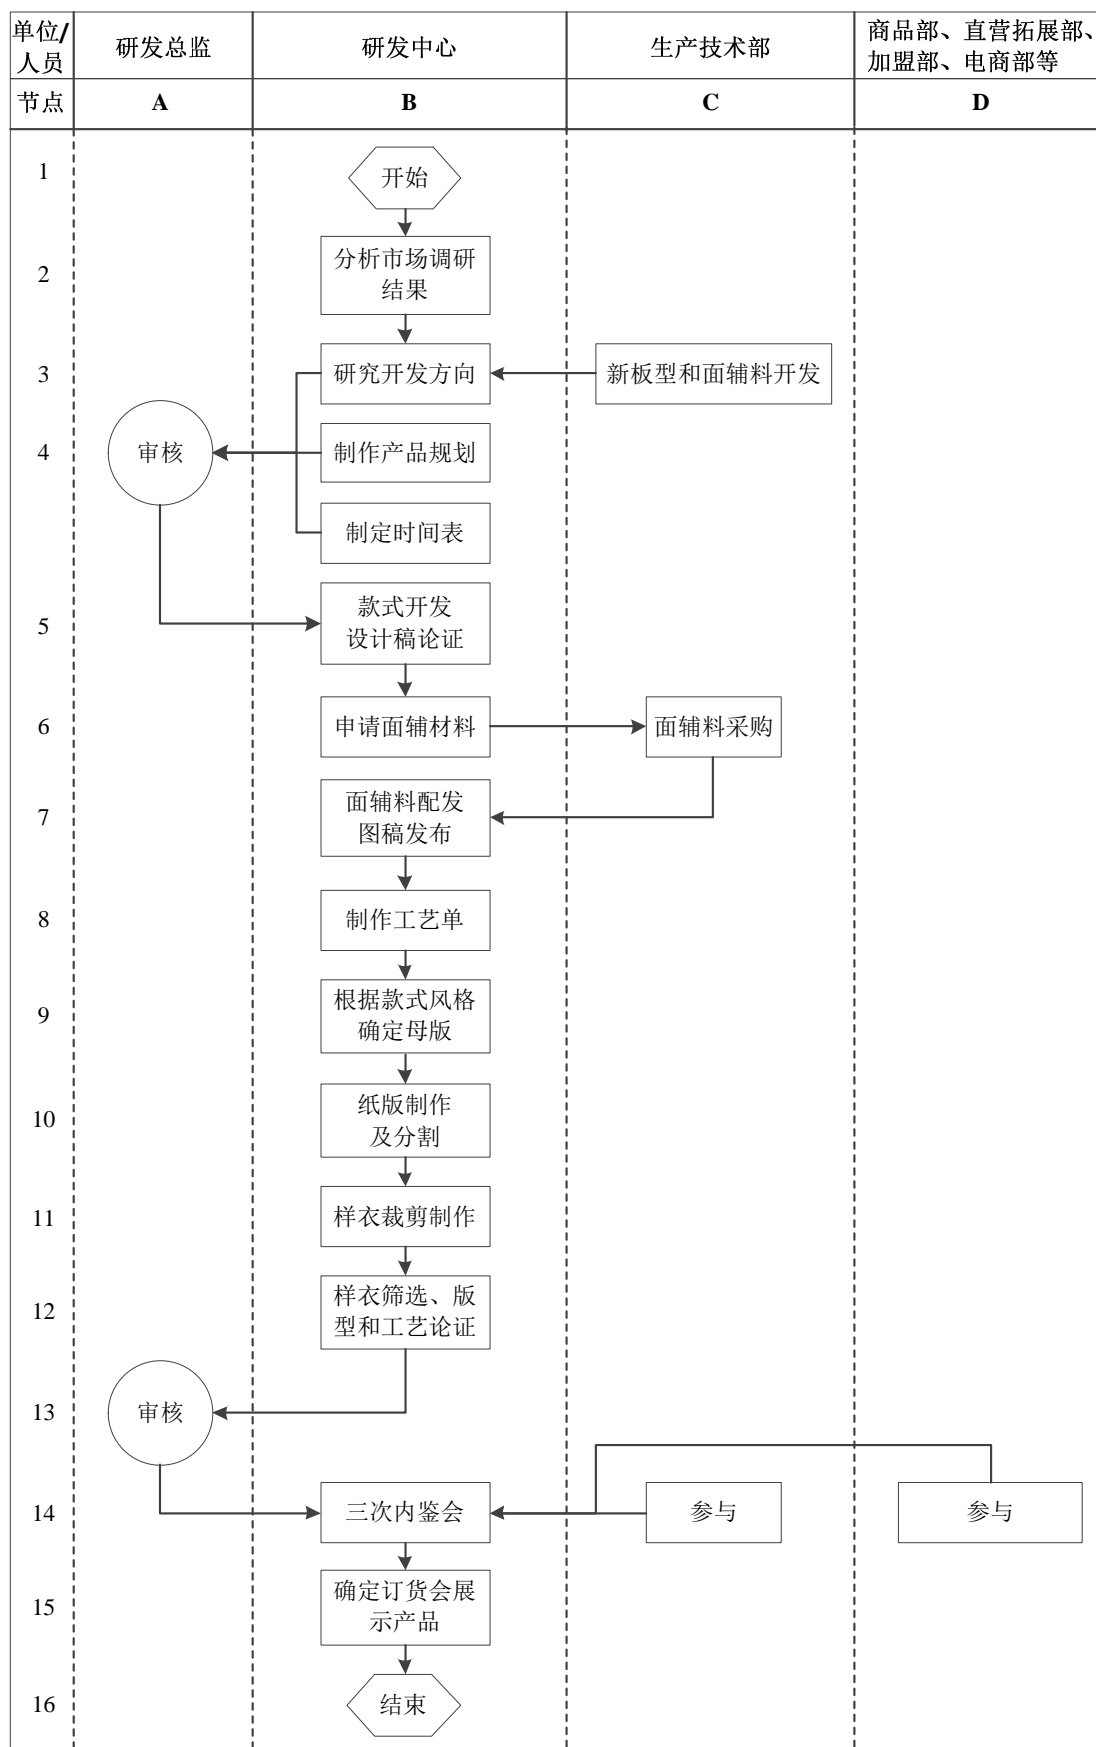 单位/
人员
研发总监
研发中心
生产技术部
商品部、直营拓展部、
加盟部、电商部等
节点
A
B
C
D
1
开始
2
分析市场调研
结果
3
研究开发方向
新板型和面辅料开发
4
审核
制作产品规划
制定时间表
5
款式开发
设计稿论证
6
申请面辅材料
面辅料采购
7
面辅料配发
图稿发布
8
制作工艺单
9
根据款式风格
确定母版
10
纸版制作
及分割
11
样衣裁剪制作
12
样衣筛选、版
型和工艺论证
13
审核
14
三次内鉴会
参与
参与
15
确定订货会展
示产品
16
结束